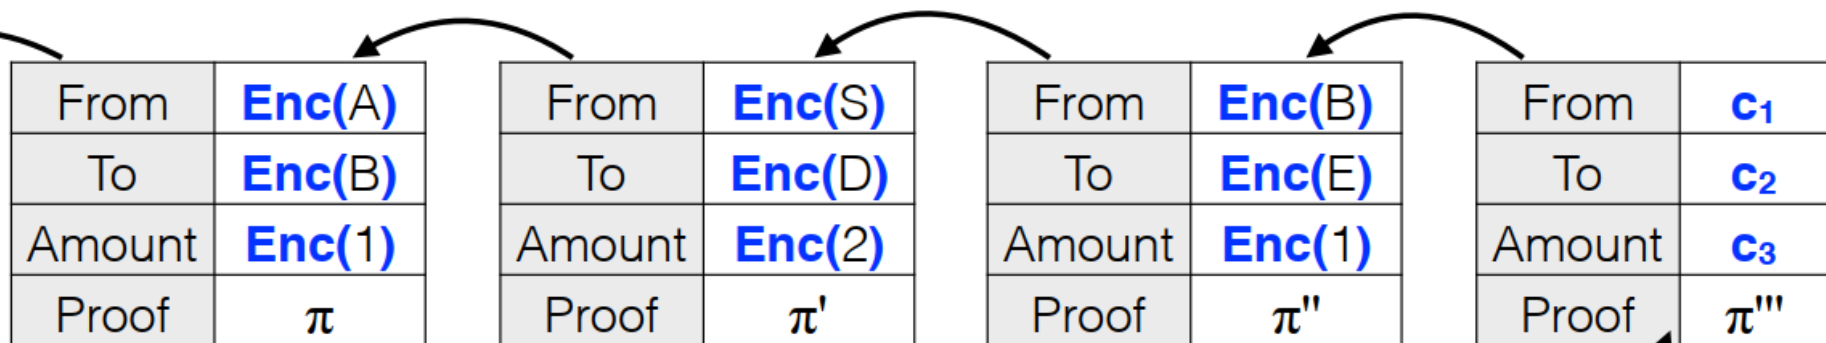 From Enc(A)
To Enc(B)
Amount Enc(1)
Proof π
From Enc(S)
To Enc(D)
Amount Enc(2)
Proof π'
From Enc(B)
To Enc(E)
Amount Enc(1)
Proof π''
From c₁
To c₂
Amount c₃
Proof π'''